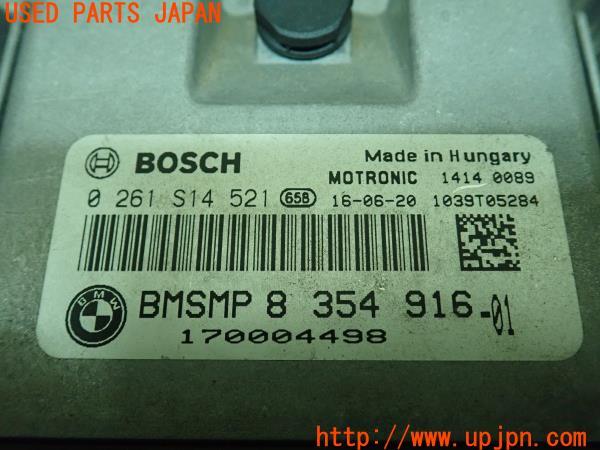 USED PARTS JAPAN
BOSCH
Made in Hungary
MOTRONIC 1414 0089
0 261 S14 521 658 16-06-20 1039T05284
BMW
BMSMP 8 354 916-01
170004498
http://www.upjpn.com/